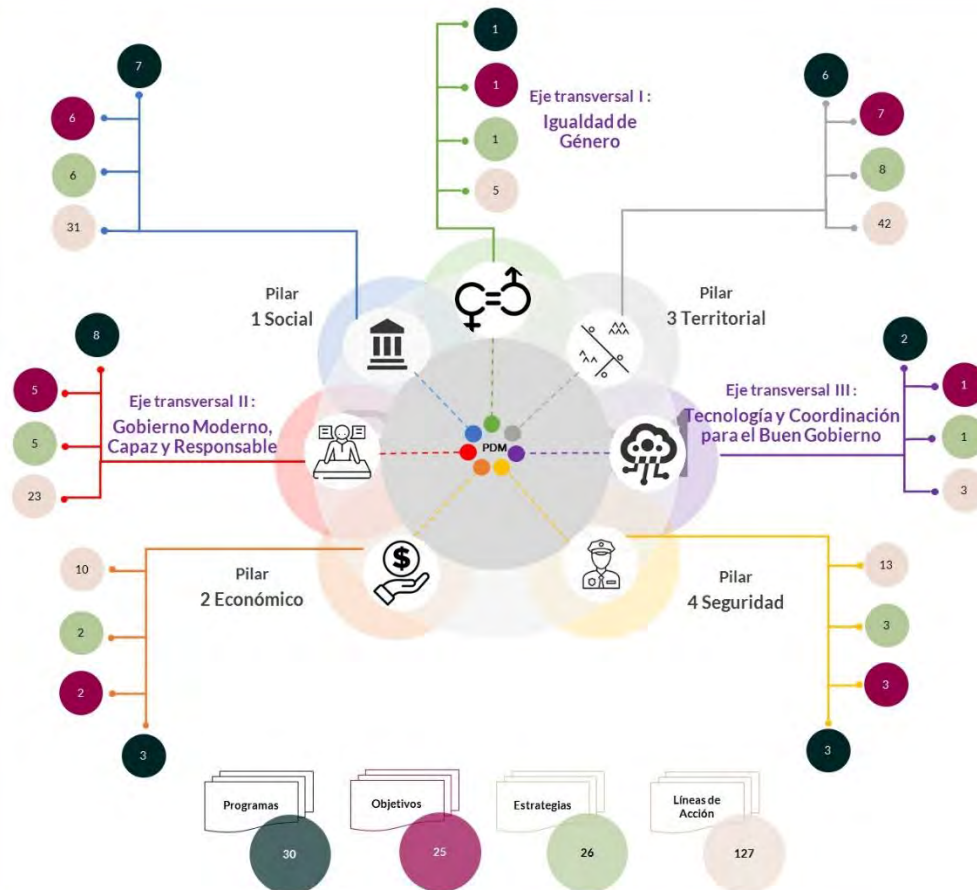 1
7
1
Eje transversal I :
Igualdad de
Género
6
6
7
1
6
8
5
31
42
Pilar
1 Social
Pilar
3 Territorial
8
2
5
Eje transversal II :
Gobierno Moderno,
Capaz y Responsable
5
23
Eje transversal III :
Tecnología y Coordinación
para el Buen Gobierno
1
1
3
PDM
$
10
Pilar
2 Económico
2
2
3
Pilar
4 Seguridad
13
3
3
3
Programas
30
Objetivos
25
Estrategias
26
Líneas de
Acción
127